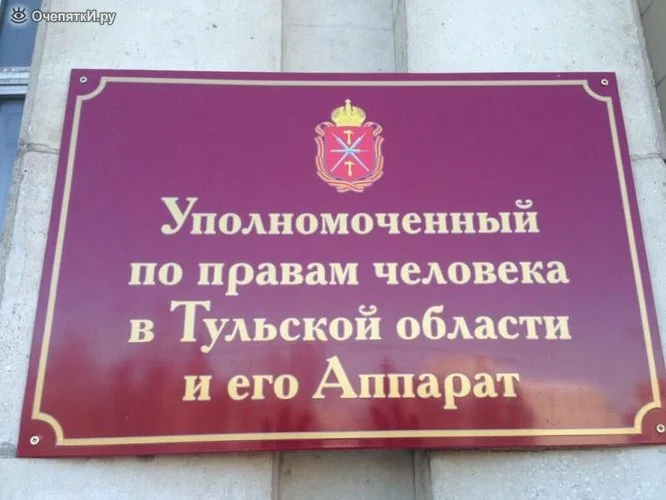 ОчепяткИ.ру
Уполномоченный
по правам человека
в Тульской области
и его Аппарат